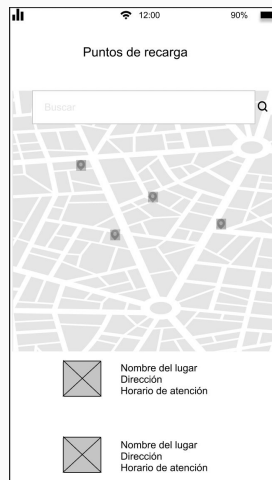 12:00 90%
Puntos de recarga
Buscar
Nombre del lugar
Dirección
Horario de atención
Nombre del lugar
Dirección
Horario de atención